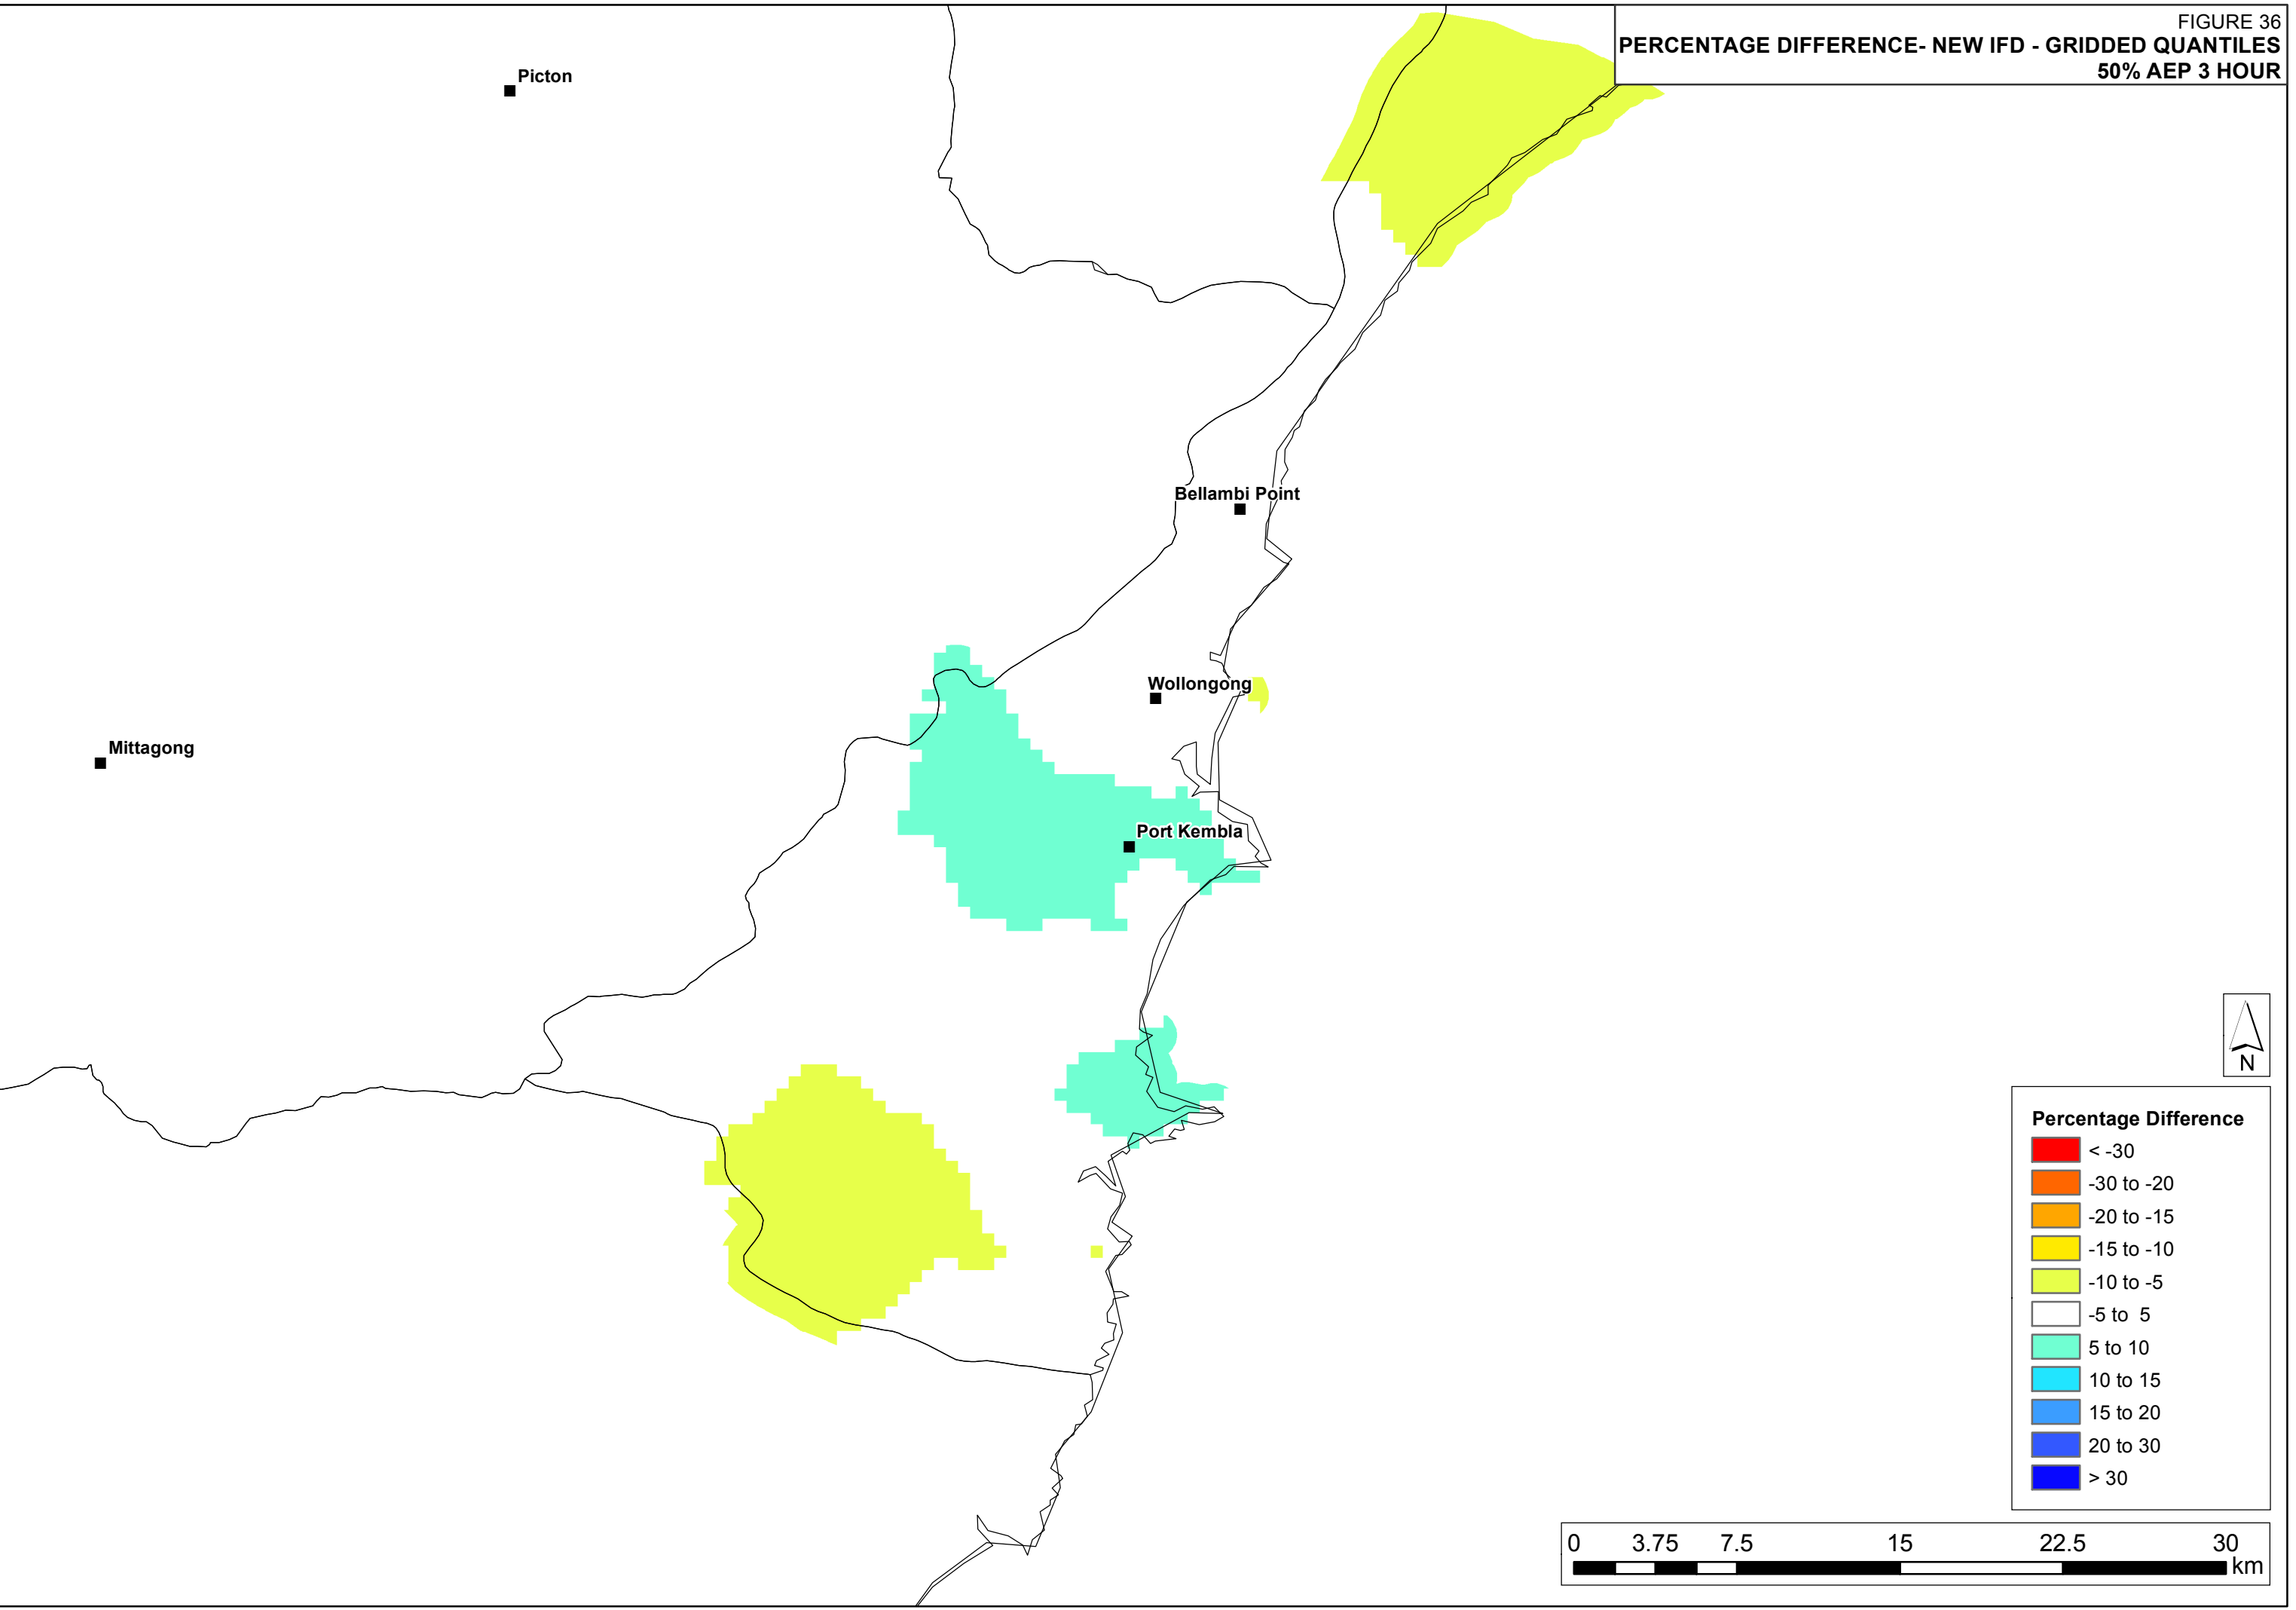 FIGURE 36
PERCENTAGE DIFFERENCE- NEW IFD - GRIDDED QUANTILES
50% AEP 3 HOUR
Picton
Bellambi Point
Wollongong
Mittagong
Port Kembla
N
Percentage Difference
< -30
-30 to -20
-20 to -15
-15 to -10
-10 to -5
-5 to 5
5 to 10
10 to 15
15 to 20
20 to 30
> 30
0 3.75 7.5 15 22.5 30
km